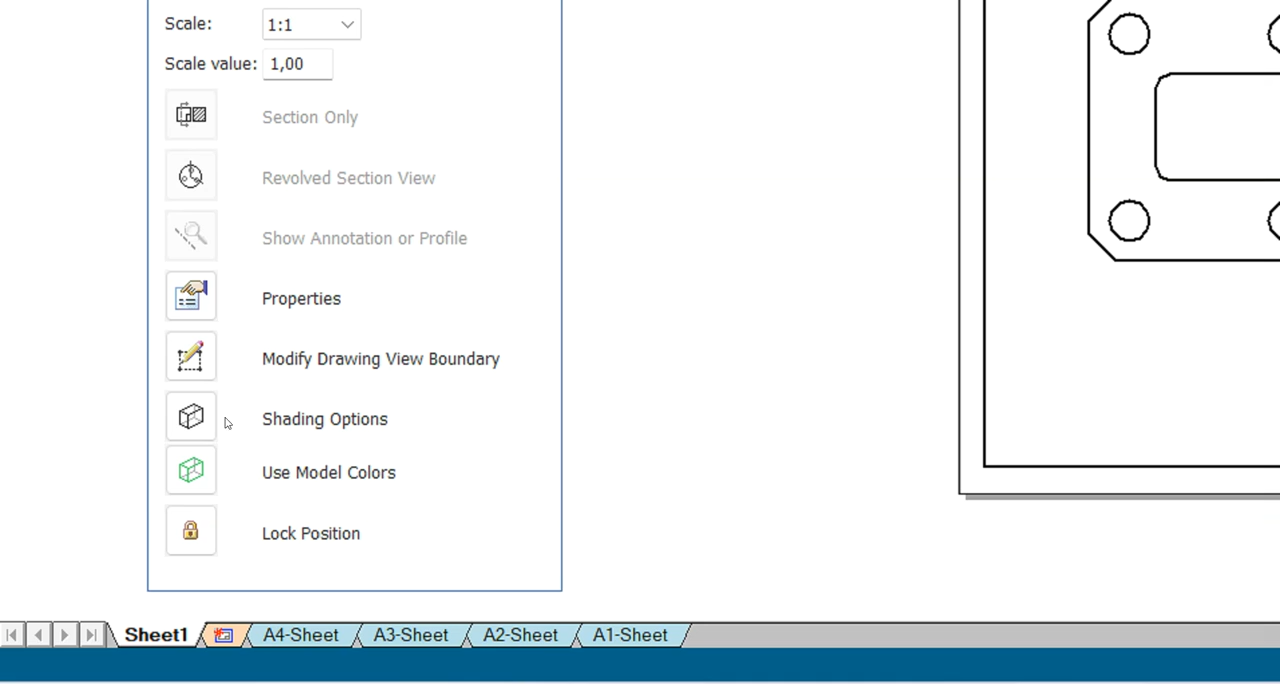 Scale: 1:1
Scale value: 1,00
Section Only
Revolved Section View
Show Annotation or Profile
Properties
Modify Drawing View Boundary
Shading Options
Use Model Colors
Lock Position
Sheet1 A4-Sheet A3-Sheet A2-Sheet A1-Sheet